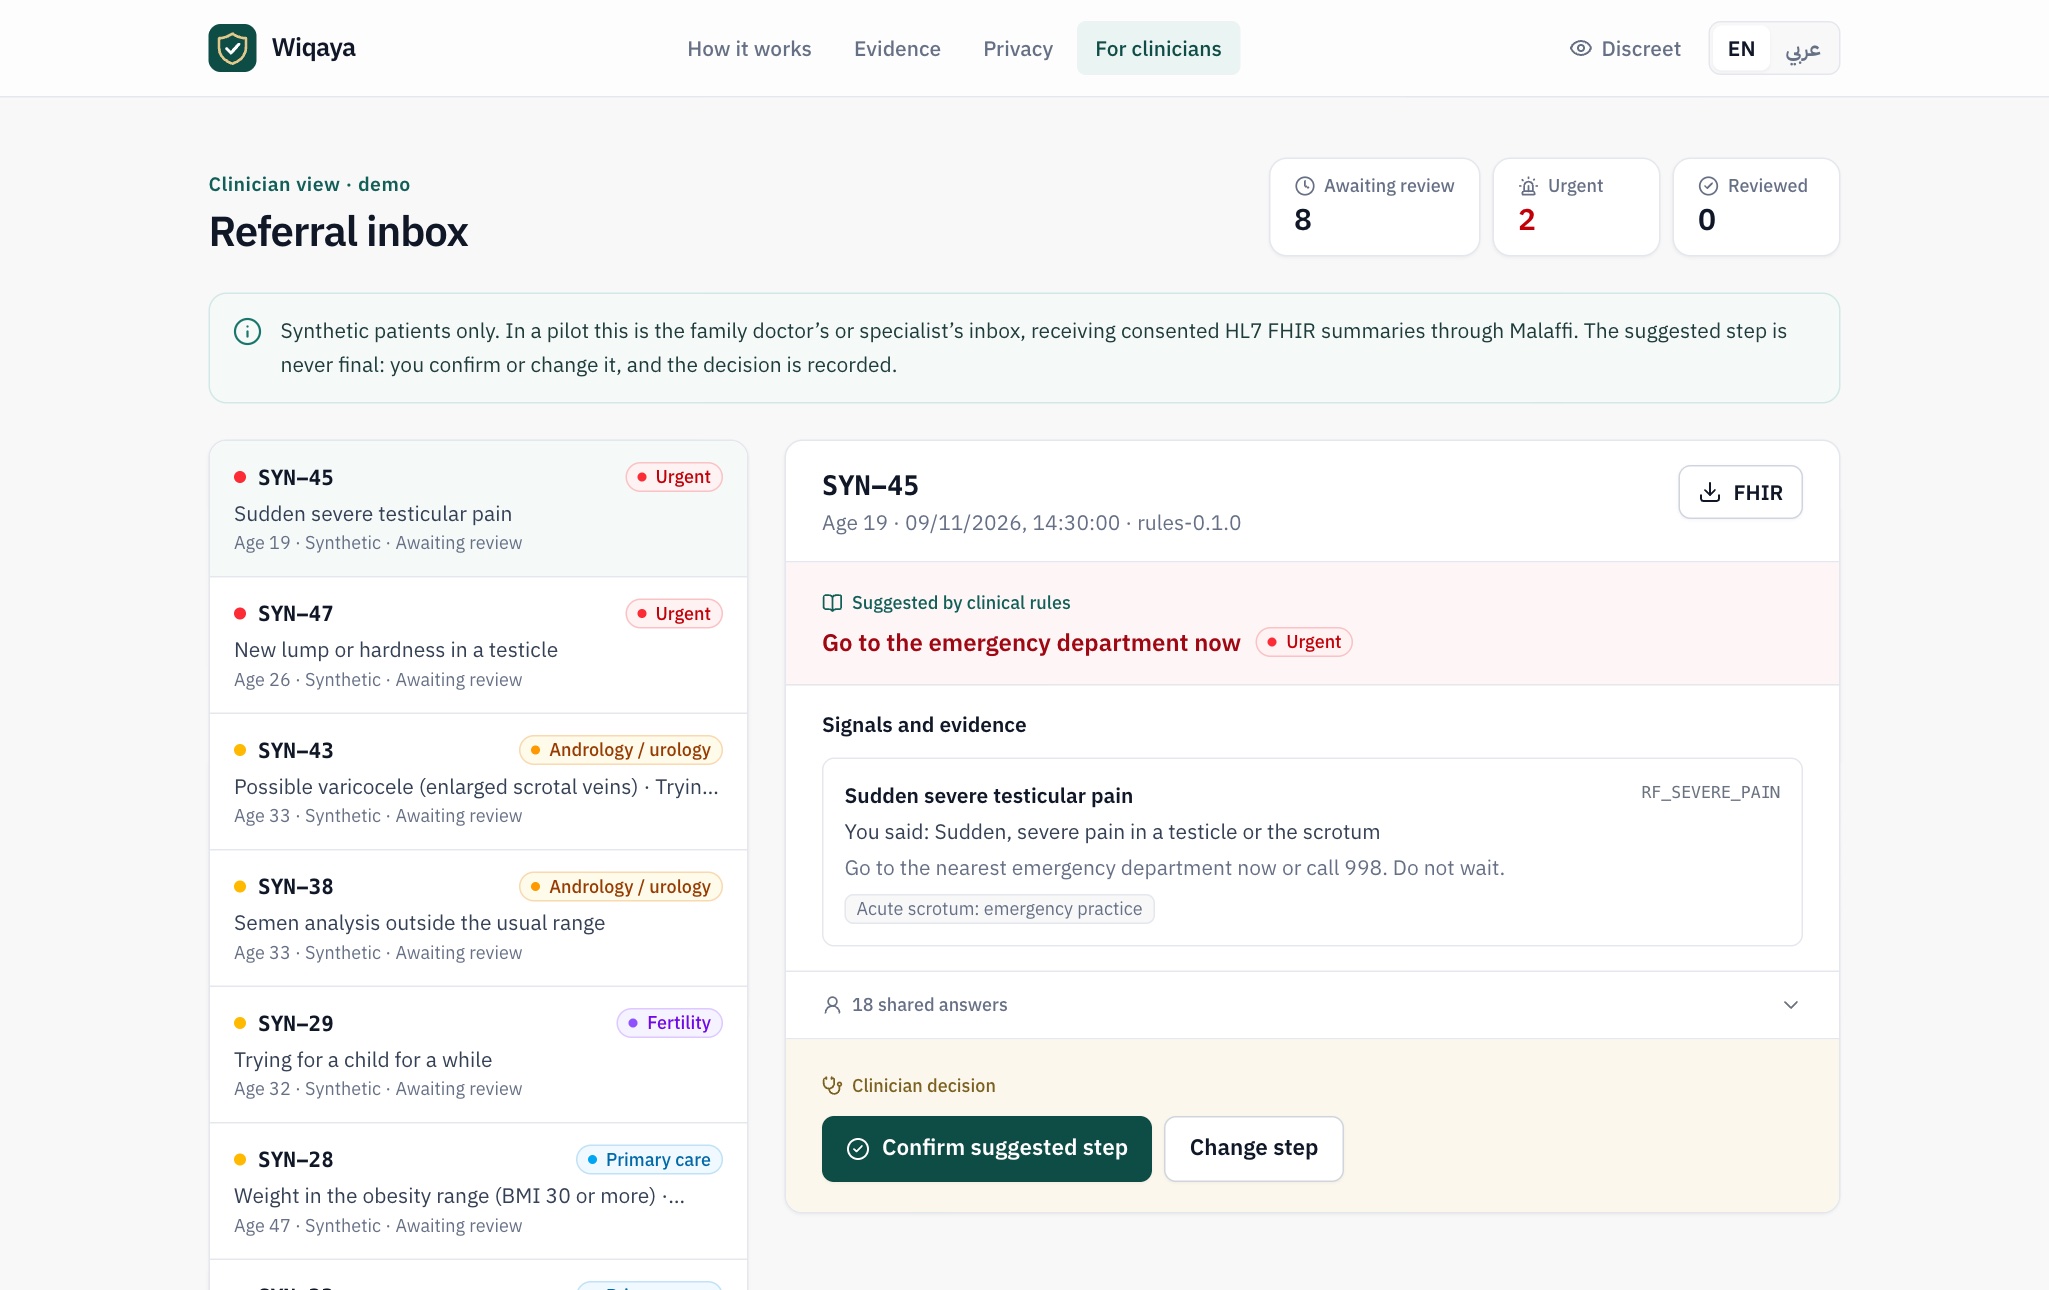 Wiqaya
How it works
Evidence
Privacy
For clinicians
Discreet
EN
عربي
Clinician view · demo
Referral inbox
Awaiting review
8
Urgent
2
Reviewed
0
Synthetic patients only. In a pilot this is the family doctor’s or specialist’s inbox, receiving consented HL7 FHIR summaries through Malaffi. The suggested step is
never final: you confirm or change it, and the decision is recorded.
SYN–45
Urgent
Sudden severe testicular pain
Age 19 · Synthetic · Awaiting review
SYN–47
Urgent
New lump or hardness in a testicle
Age 26 · Synthetic · Awaiting review
SYN–43
Andrology / urology
Possible varicocele (enlarged scrotal veins) · Tryin...
Age 33 · Synthetic · Awaiting review
SYN–38
Andrology / urology
Semen analysis outside the usual range
Age 33 · Synthetic · Awaiting review
SYN–29
Fertility
Trying for a child for a while
Age 32 · Synthetic · Awaiting review
SYN–28
Primary care
Weight in the obesity range (BMI 30 or more) ·...
Age 47 · Synthetic · Awaiting review
SYN–45
Age 19 · 09/11/2026, 14:30:00 · rules-0.1.0
FHIR
Suggested by clinical rules
Go to the emergency department now
Urgent
Signals and evidence
Sudden severe testicular pain
RF_SEVERE_PAIN
You said: Sudden, severe pain in a testicle or the scrotum
Go to the nearest emergency department now or call 998. Do not wait.
Acute scrotum: emergency practice
18 shared answers
Clinician decision
Confirm suggested step
Change step